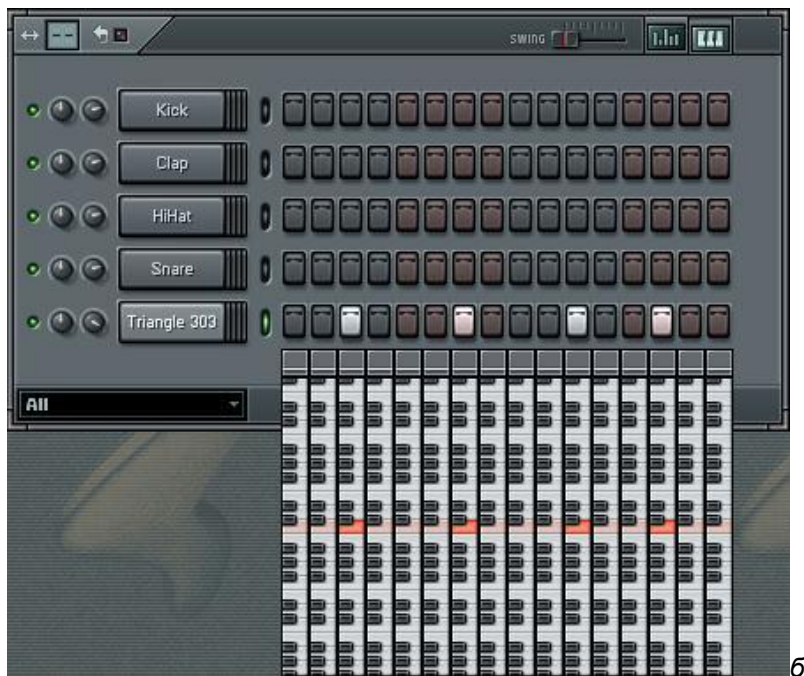 SWING
Kick
Clap
HiHat
Snare
Triangle 303
All
б